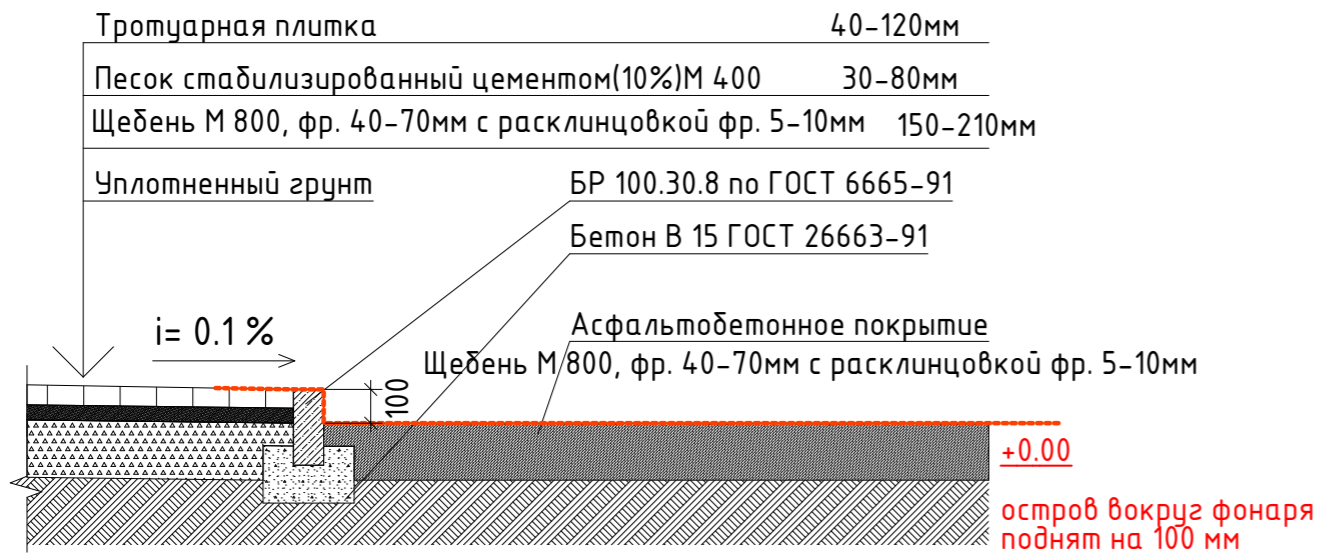 Тротуарная плитка 40-120мм
Песок стабилизированный цементом(10%)М 400 30-80мм
Щебень М 800, фр. 40-70мм с расклинцовкой фр. 5-10мм 150-210мм
Уплотненный грунт
БР 100.30.8 по ГОСТ 6665-91
Бетон В 15 ГОСТ 26663-91
i= 0.1 %
Асфальтобетонное покрытие
Щебень М 800, фр. 40-70мм с расклинцовкой фр. 5-10мм
100
+0.00
остров вокруг фонаря
поднят на 100 мм